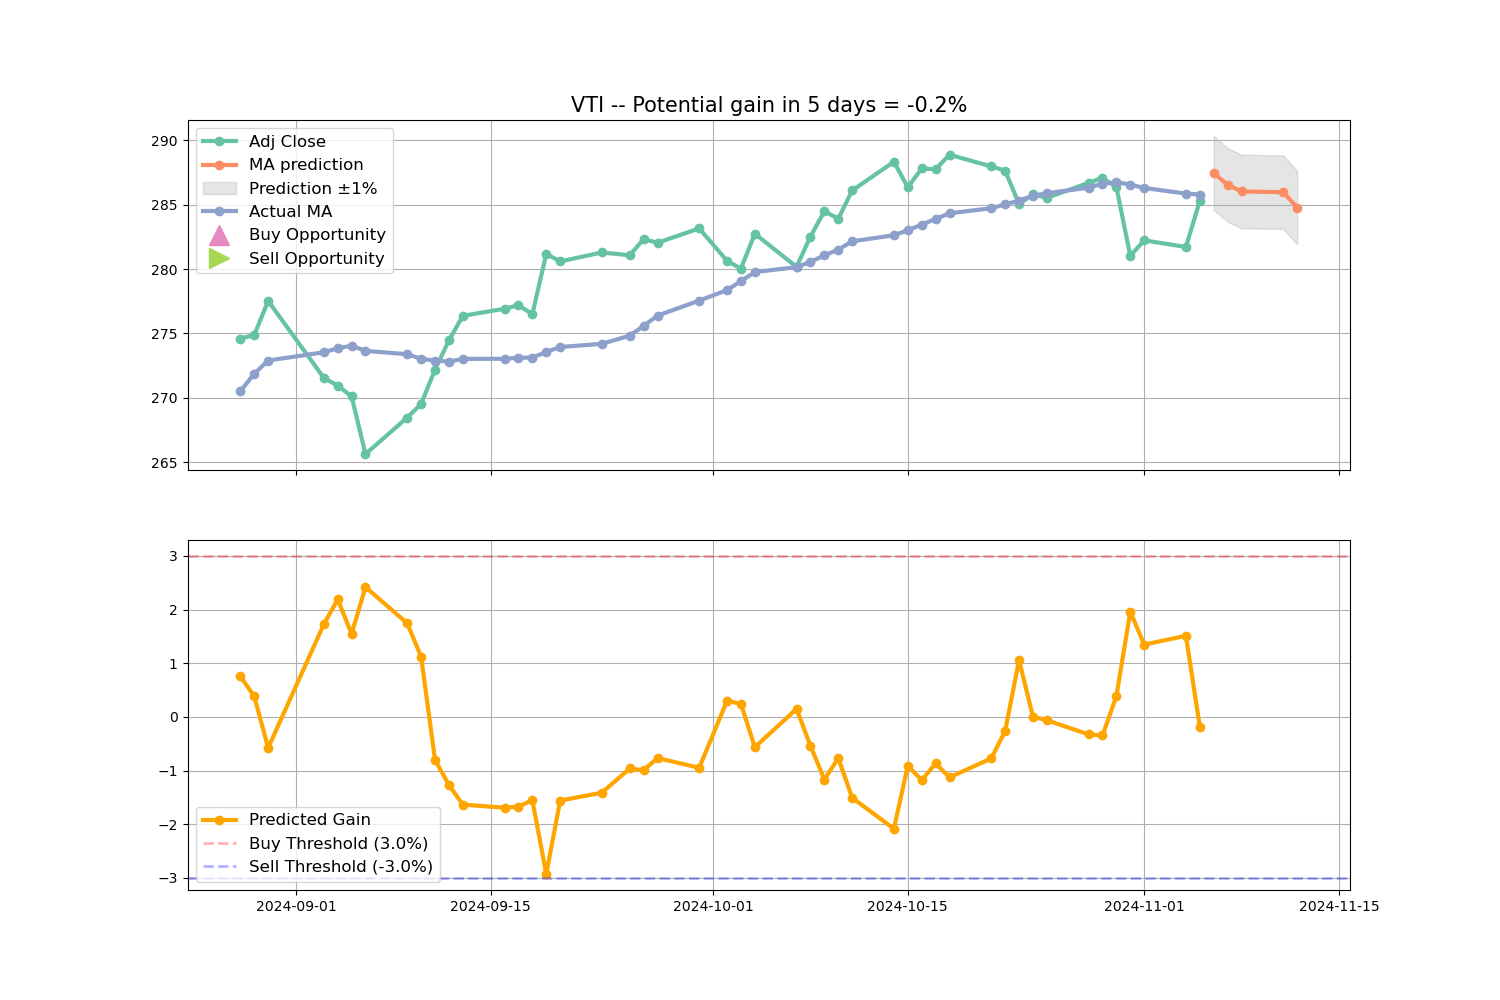 VTI -- Potential gain in 5 days = -0.2%
290
285
280
275
270
265
Adj Close
MA prediction
Prediction ±1%
Actual MA
Buy Opportunity
Sell Opportunity
3
2
1
0
−1
−2
−3
Predicted Gain
Buy Threshold (3.0%)
Sell Threshold (-3.0%)
2024-09-01
2024-09-15
2024-10-01
2024-10-15
2024-11-01
2024-11-15